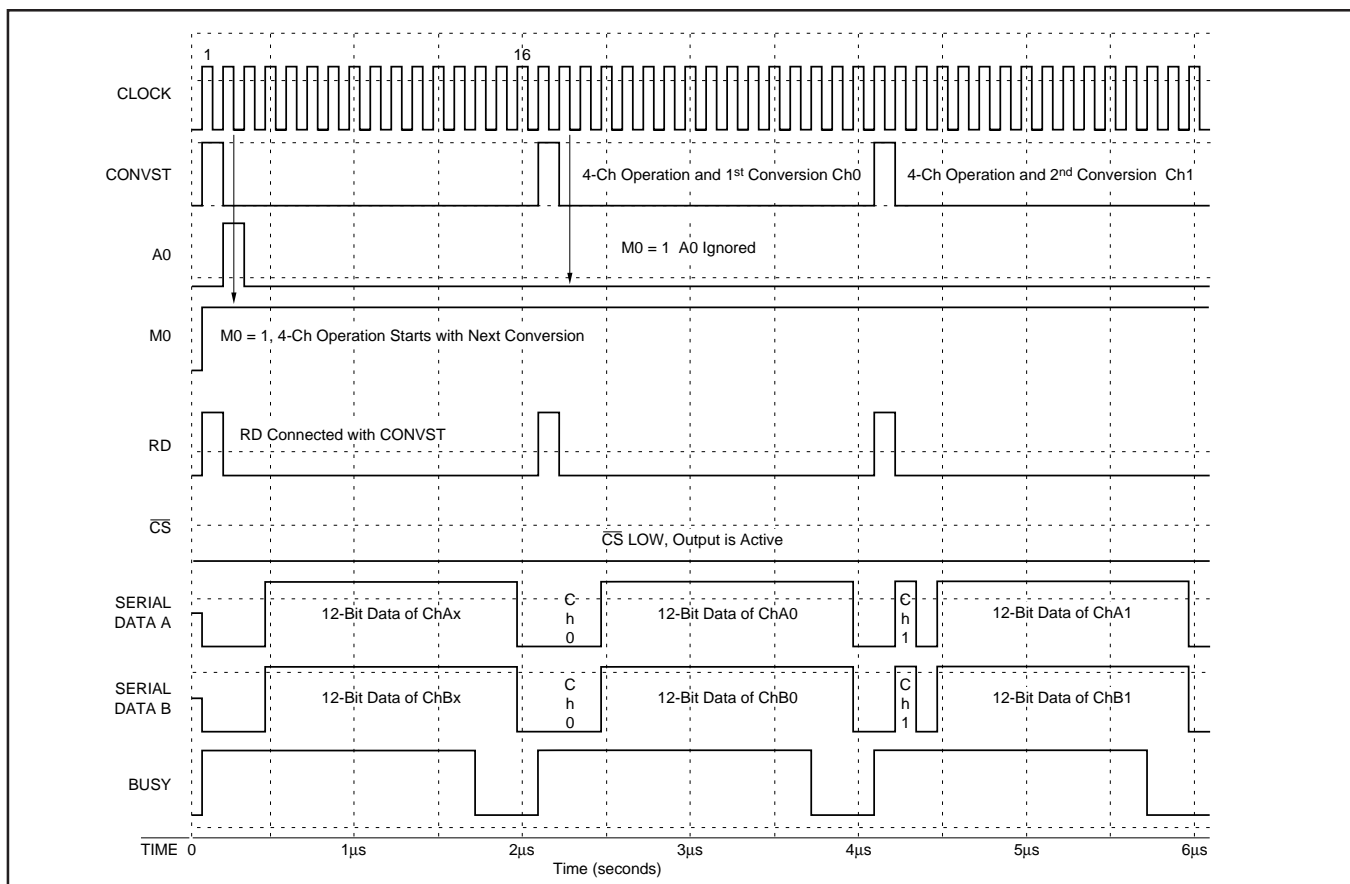 1 16
CLOCK
CONVST
4-Ch Operation and 1st Conversion Ch0
4-Ch Operation and 2nd Conversion Ch1
A0
M0 = 1 A0 Ignored
M0
M0 = 1, 4-Ch Operation Starts with Next Conversion
RD
RD Connected with CONVST
CS
CS LOW, Output is Active
SERIAL
DATA A
12-Bit Data of ChAx
Ch0
12-Bit Data of ChA0
Ch1
12-Bit Data of ChA1
SERIAL
DATA B
12-Bit Data of ChBx
Ch0
12-Bit Data of ChB0
Ch1
12-Bit Data of ChB1
BUSY
TIME 0 1µs 2µs 3µs 4µs 5µs 6µs
Time (seconds)